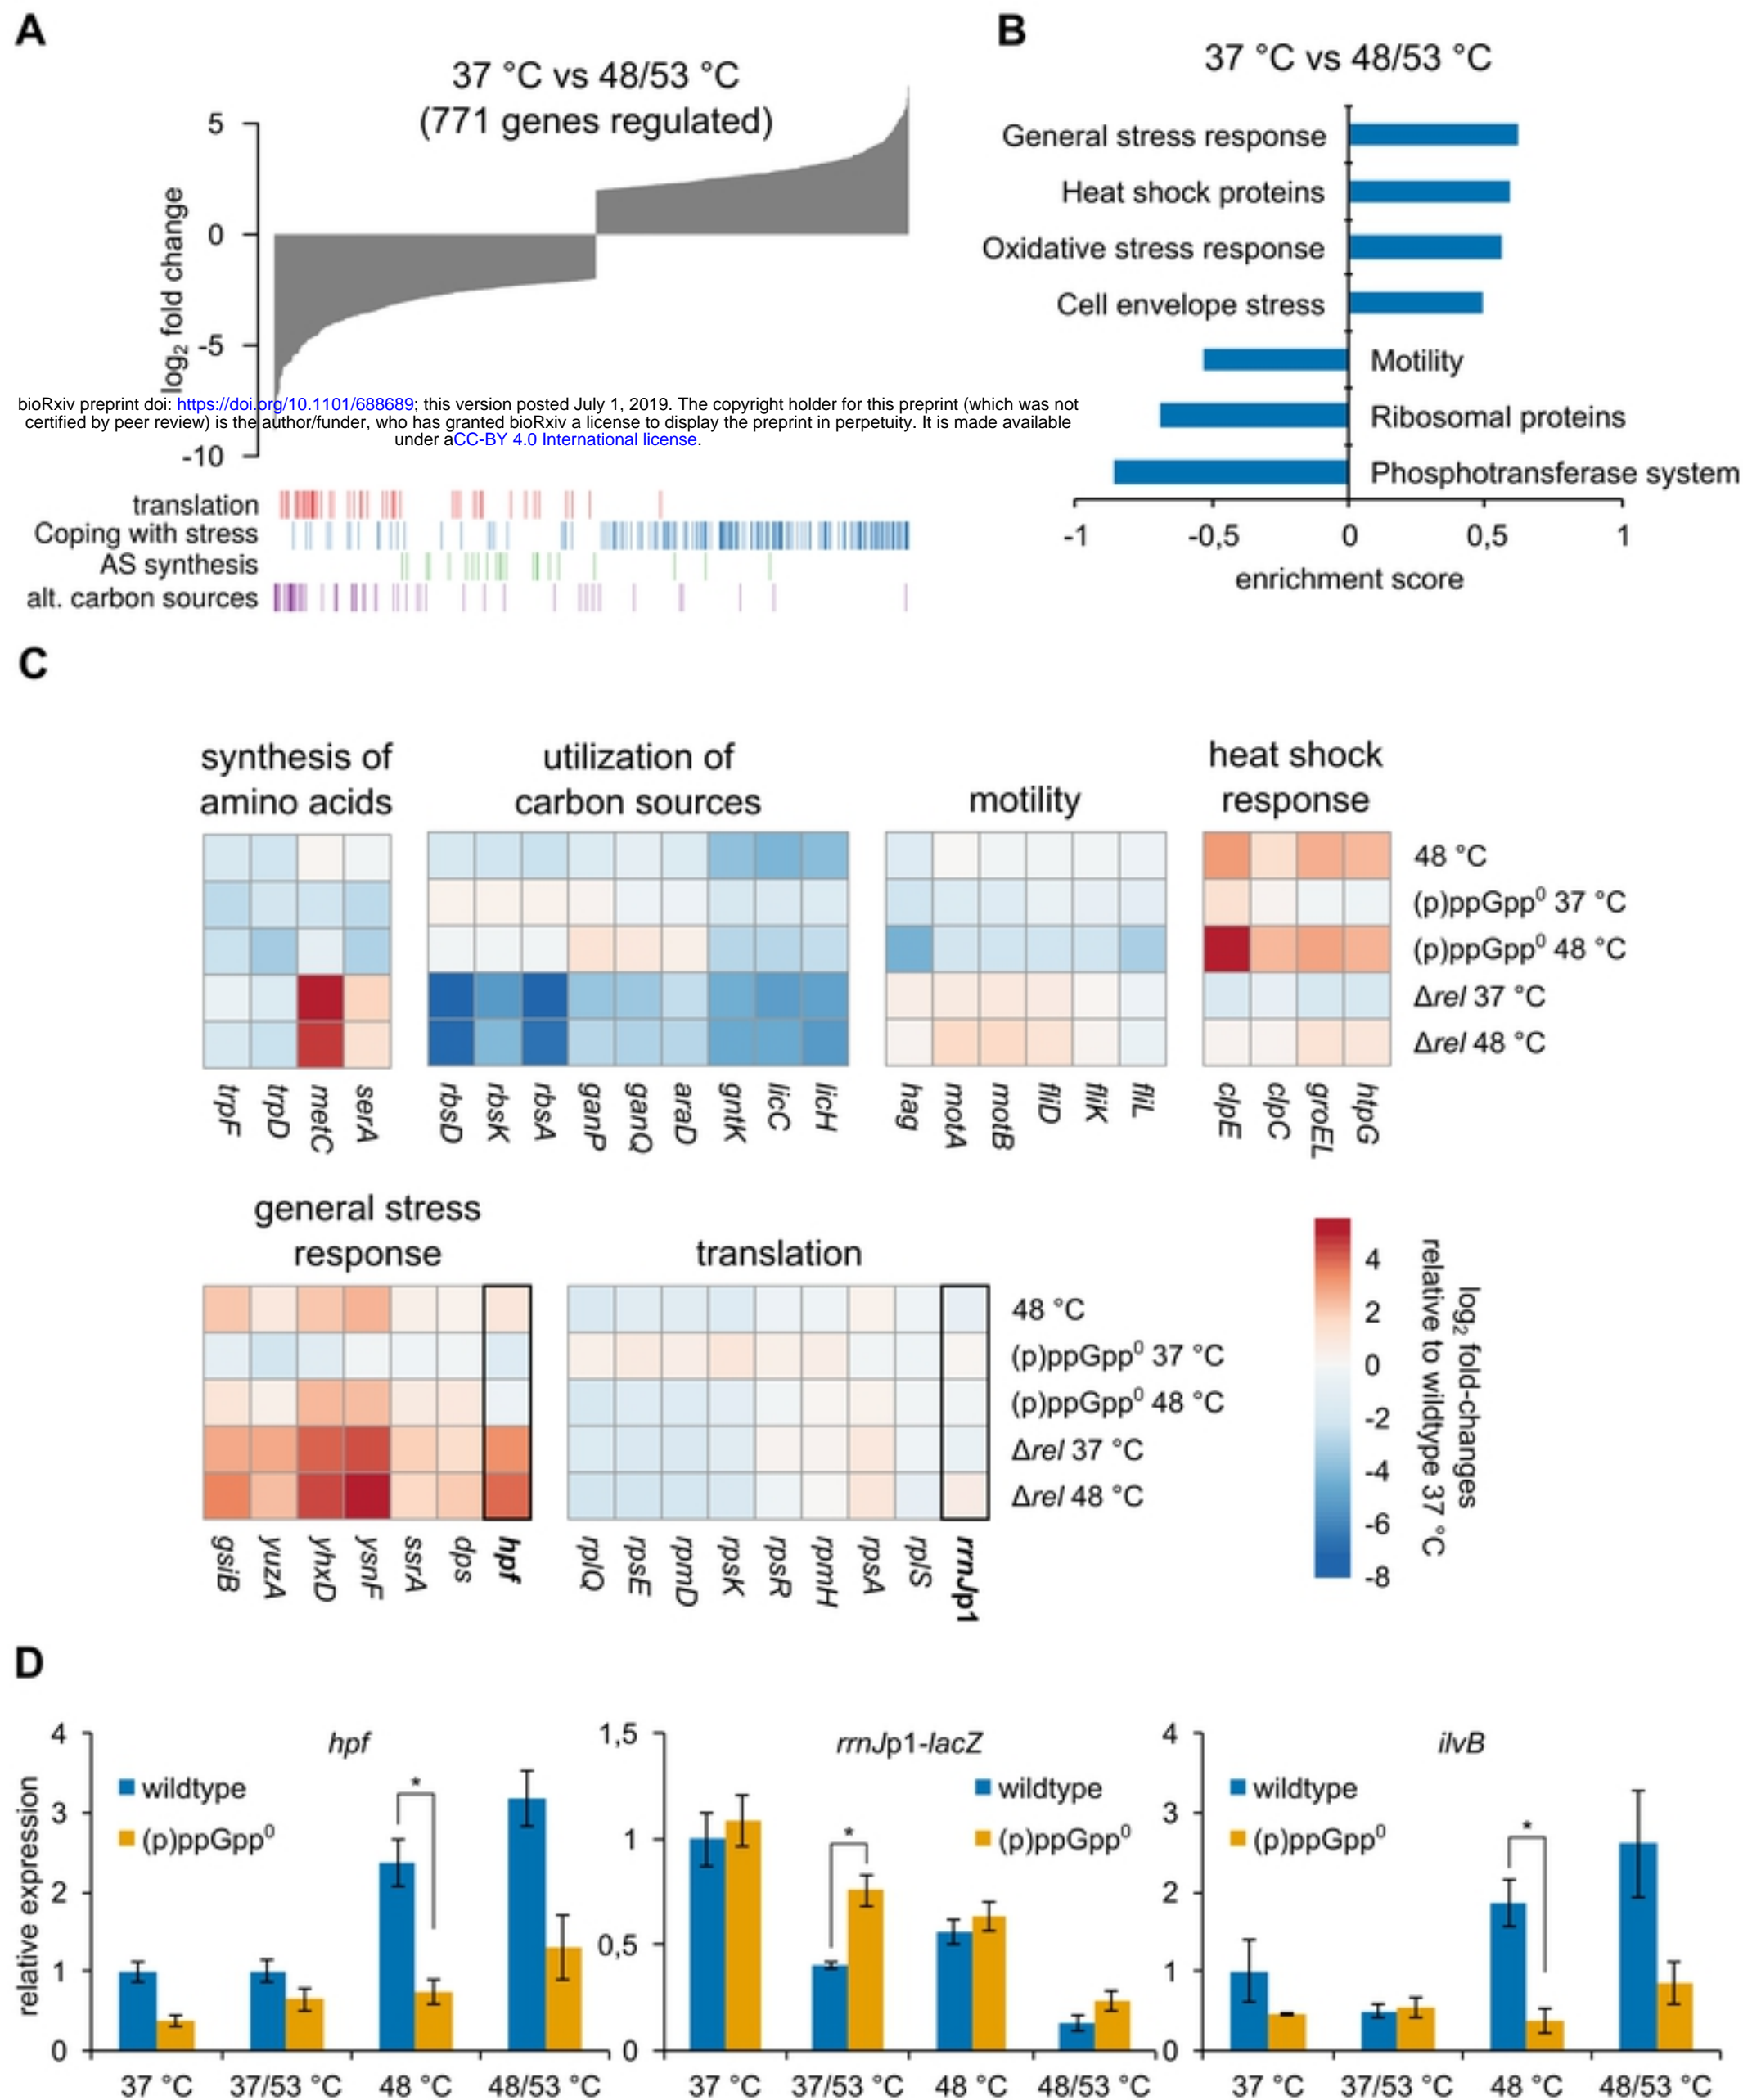 A
37 °C vs 48/53 °C
(771 genes regulated)
5
0
-5
-10
log2 fold change
bioRxiv preprint doi: https://doi.org/10.1101/688689; this version posted July 1, 2019. The copyright holder for this preprint (which was not
certified by peer review) is the author/funder, who has granted bioRxiv a license to display the preprint in perpetuity. It is made available
under aCC-BY 4.0 International license.
translation
Coping with stress
AS synthesis
alt. carbon sources
B
37 °C vs 48/53 °C
General stress response
Heat shock proteins
Oxidative stress response
Cell envelope stress
Motility
Ribosomal proteins
Phosphotransferase system
-1 -0,5 0 0,5 1
enrichment score
C
synthesis of
amino acids
utilization of
carbon sources
motility
heat shock
response
48 °C
(p)ppGpp0 37 °C
(p)ppGpp0 48 °C
Δrel 37 °C
Δrel 48 °C
trpF trpD metC serA
rbsD rbsK rbsA ganP ganQ araD gntK licC licH
hag motA motB fliD fliK fliL
clpE clpC groEL htpG
general stress
response
translation
48 °C
(p)ppGpp0 37 °C
(p)ppGpp0 48 °C
Δrel 37 °C
Δrel 48 °C
gsiB yuzA yhxD ysnF ssrA dps hpf
rplQ rpsE rpmD rpsK rpsR rpmH rpsA rplS rrnJp1
4
2
0
-2
-4
-6
-8
log2 fold-changes
relative to wildtype 37 °C
D
relative expression
hpf
wildtype
(p)ppGpp0
*
4
3
2
1
0
37 °C 37/53 °C 48 °C 48/53 °C
rrnJp1-lacZ
wildtype
(p)ppGpp0
*
1,5
1
0,5
0
37 °C 37/53 °C 48 °C 48/53 °C
ilvB
wildtype
(p)ppGpp0
*
4
3
2
1
0
37 °C 37/53 °C 48 °C 48/53 °C